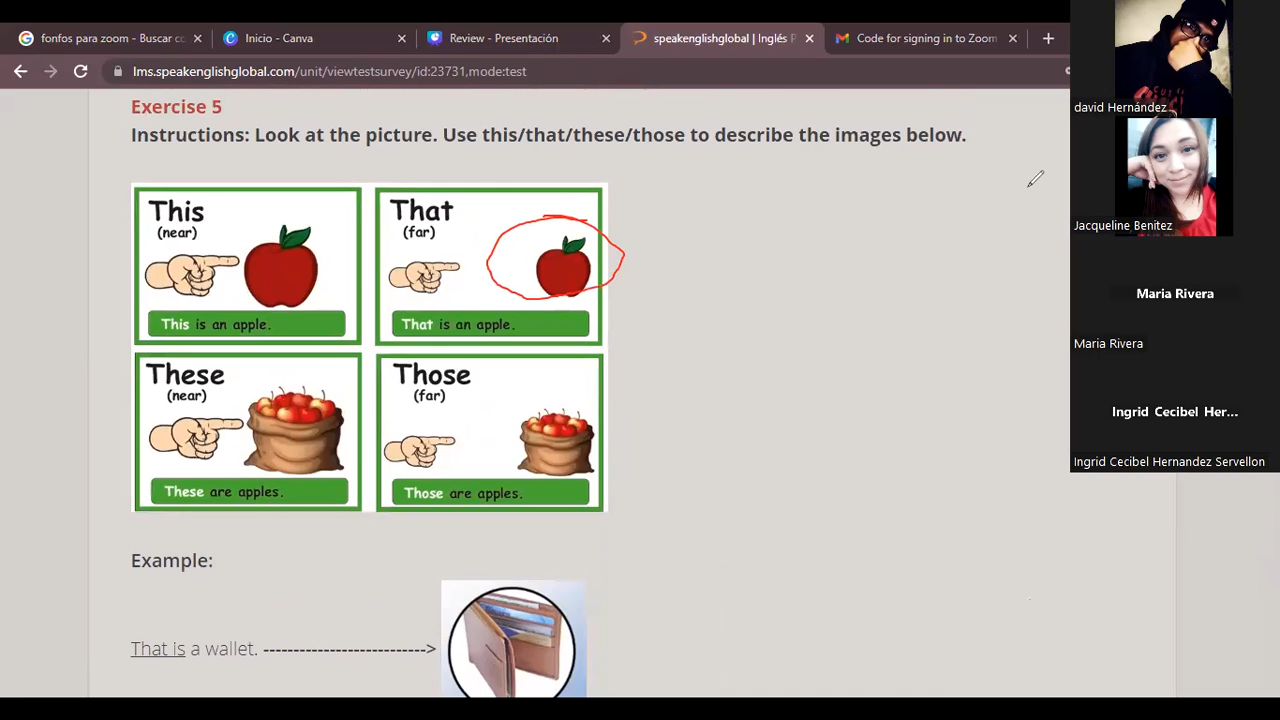 fonfos para zoom - Buscar co
Inicio - Canva
Review - Presentación
speakenglishglobal | Inglés P
Code for signing in to Zoom
lms.speakenglishglobal.com/unit/viewtestsurvey/id:23731,mode:test
Exercise 5
Instructions: Look at the picture. Use this/that/these/those to describe the images below.
This
(near)
This is an apple.
That
(far)
That is an apple.
These
(near)
These are apples.
Those
(far)
Those are apples.
Example:
That is a wallet. --------------------------->
david Hernández
Jacqueline Benitez
Maria Rivera
Maria Rivera
Ingrid Cecibel Her...
Ingrid Cecibel Hernandez Servellon